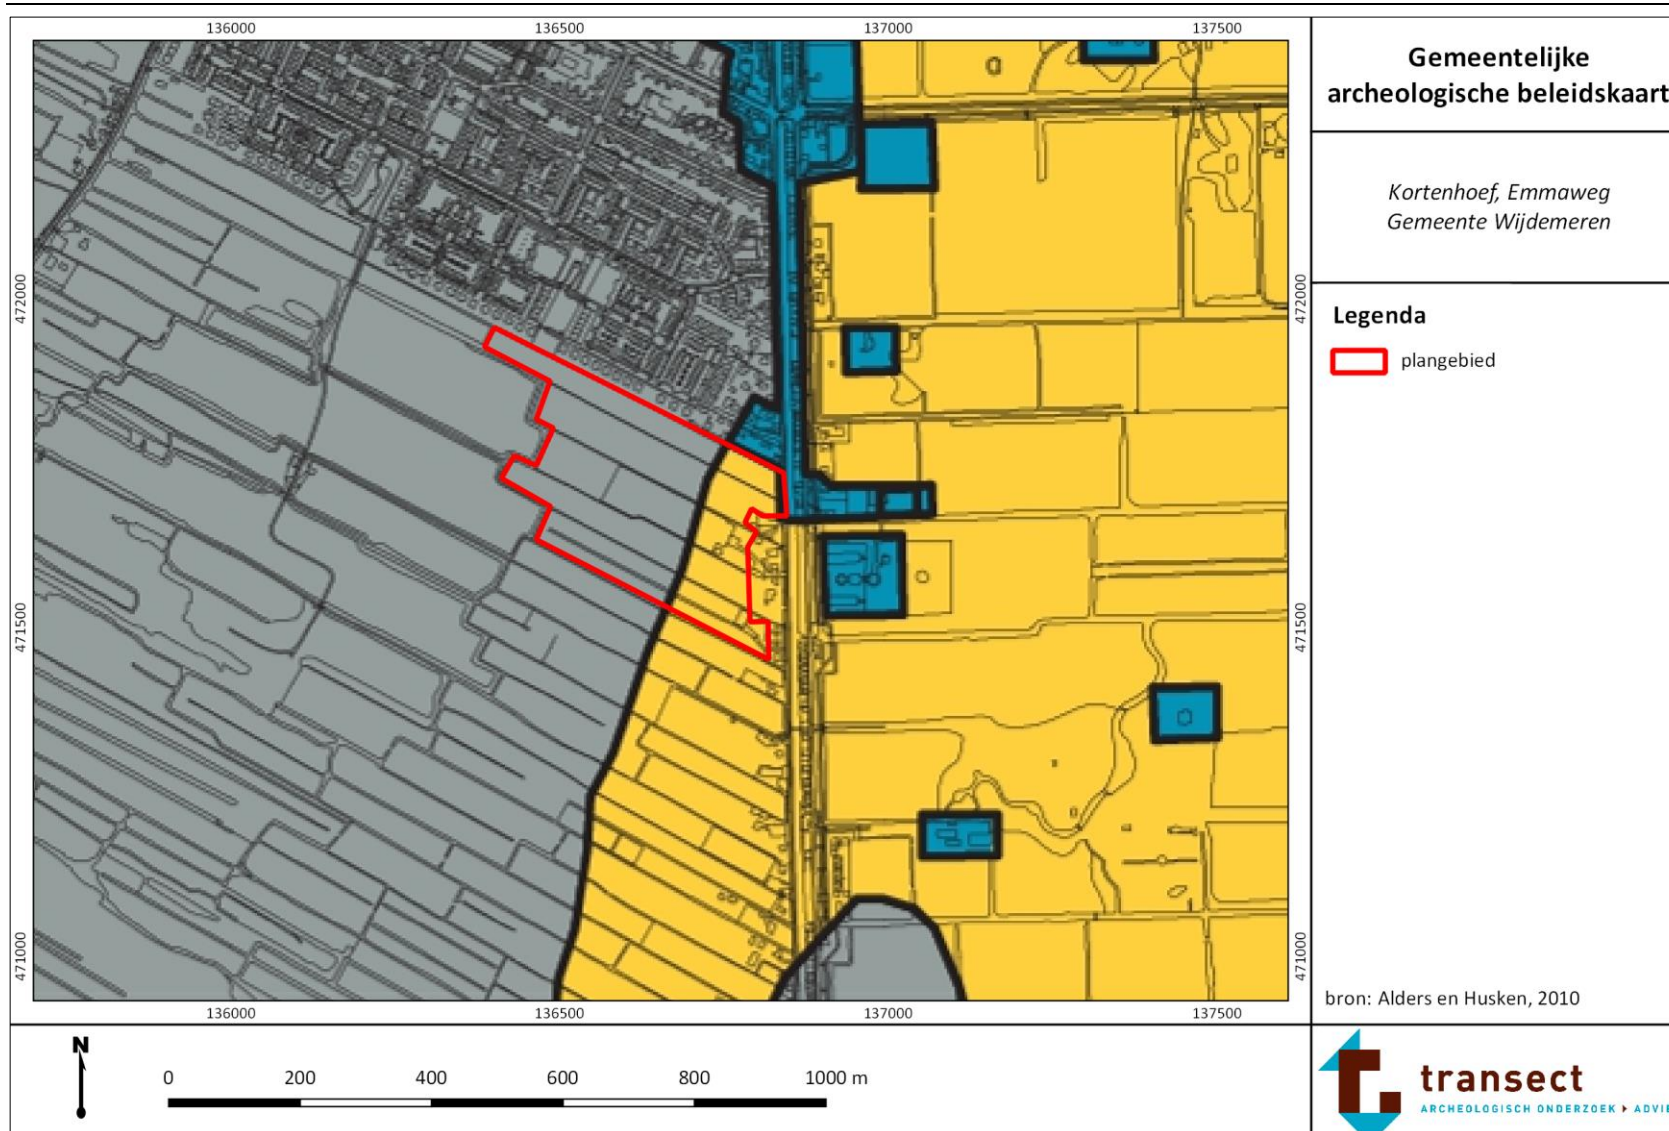 136000 136500 137000 137500
Gemeentelijke
archeologische beleidskaart
Kortenhoef, Emmaweg
Gemeente Wijdemeren
472000 472000
Legenda
plangebied
471500 471500
471000 471000
bron: Alders en Husken, 2010
136000 136500 137000 137500
N
0 200 400 600 800 1000 m
transect
ARCHEOLOGISCH ONDERZOEK ADVIE